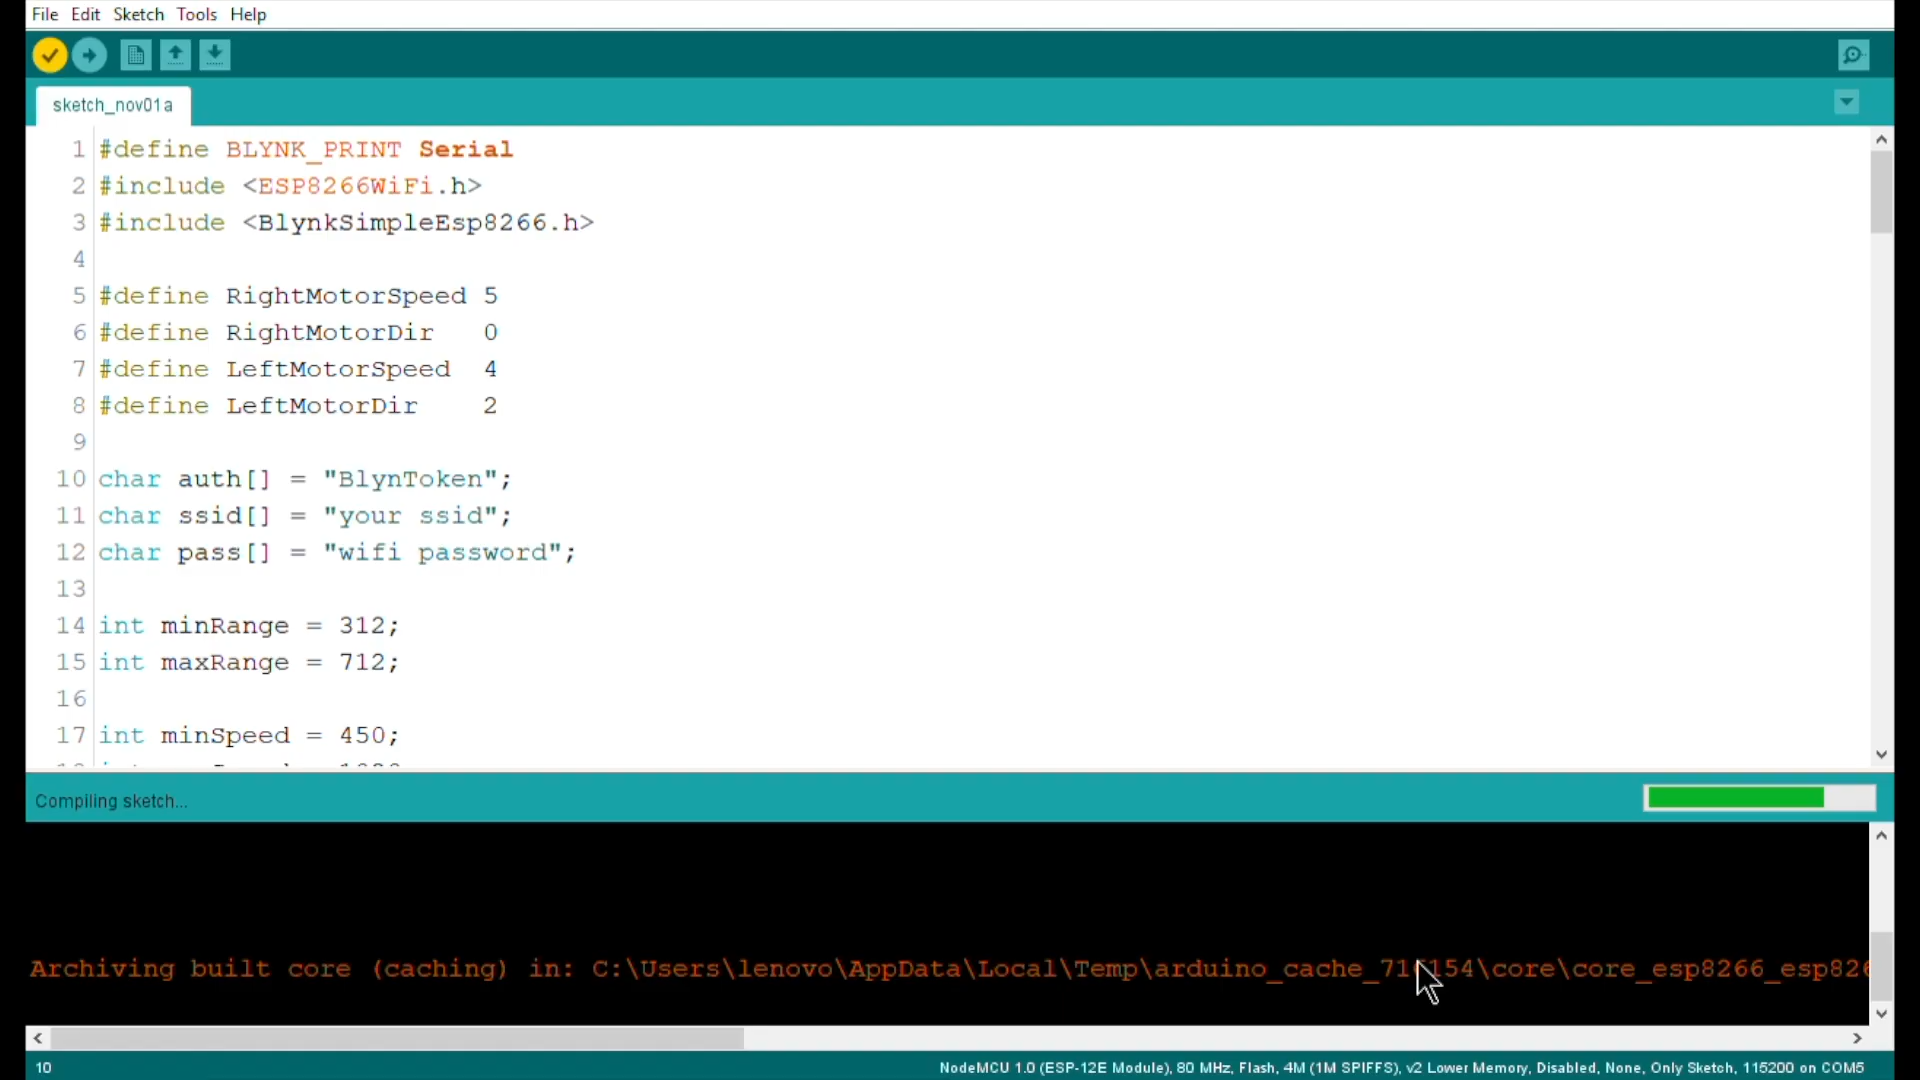 File Edit Sketch Tools Help
sketch_nov01a
1 #define BLYNK_PRINT Serial
2 #include <ESP8266WiFi.h>
3 #include <BlynkSimpleEsp8266.h>
4
5 #define RightMotorSpeed 5
6 #define RightMotorDir   0
7 #define LeftMotorSpeed  4
8 #define LeftMotorDir    2
9
10 char auth[] = "BlynToken";
11 char ssid[] = "your ssid";
12 char pass[] = "wifi password";
13
14 int minRange = 312;
15 int maxRange = 712;
16
17 int minSpeed = 450;
Compiling sketch...
Archiving built core (caching) in: C:\Users\lenovo\AppData\Local\Temp\arduino_cache_71 154\core\core_esp8266_esp826
10
NodeMCU 1.0 (ESP-12E Module), 80 MHz, Flash, 4M (1M SPIFFS), v2 Lower Memory, Disabled, None, Only Sketch, 115200 on COM5